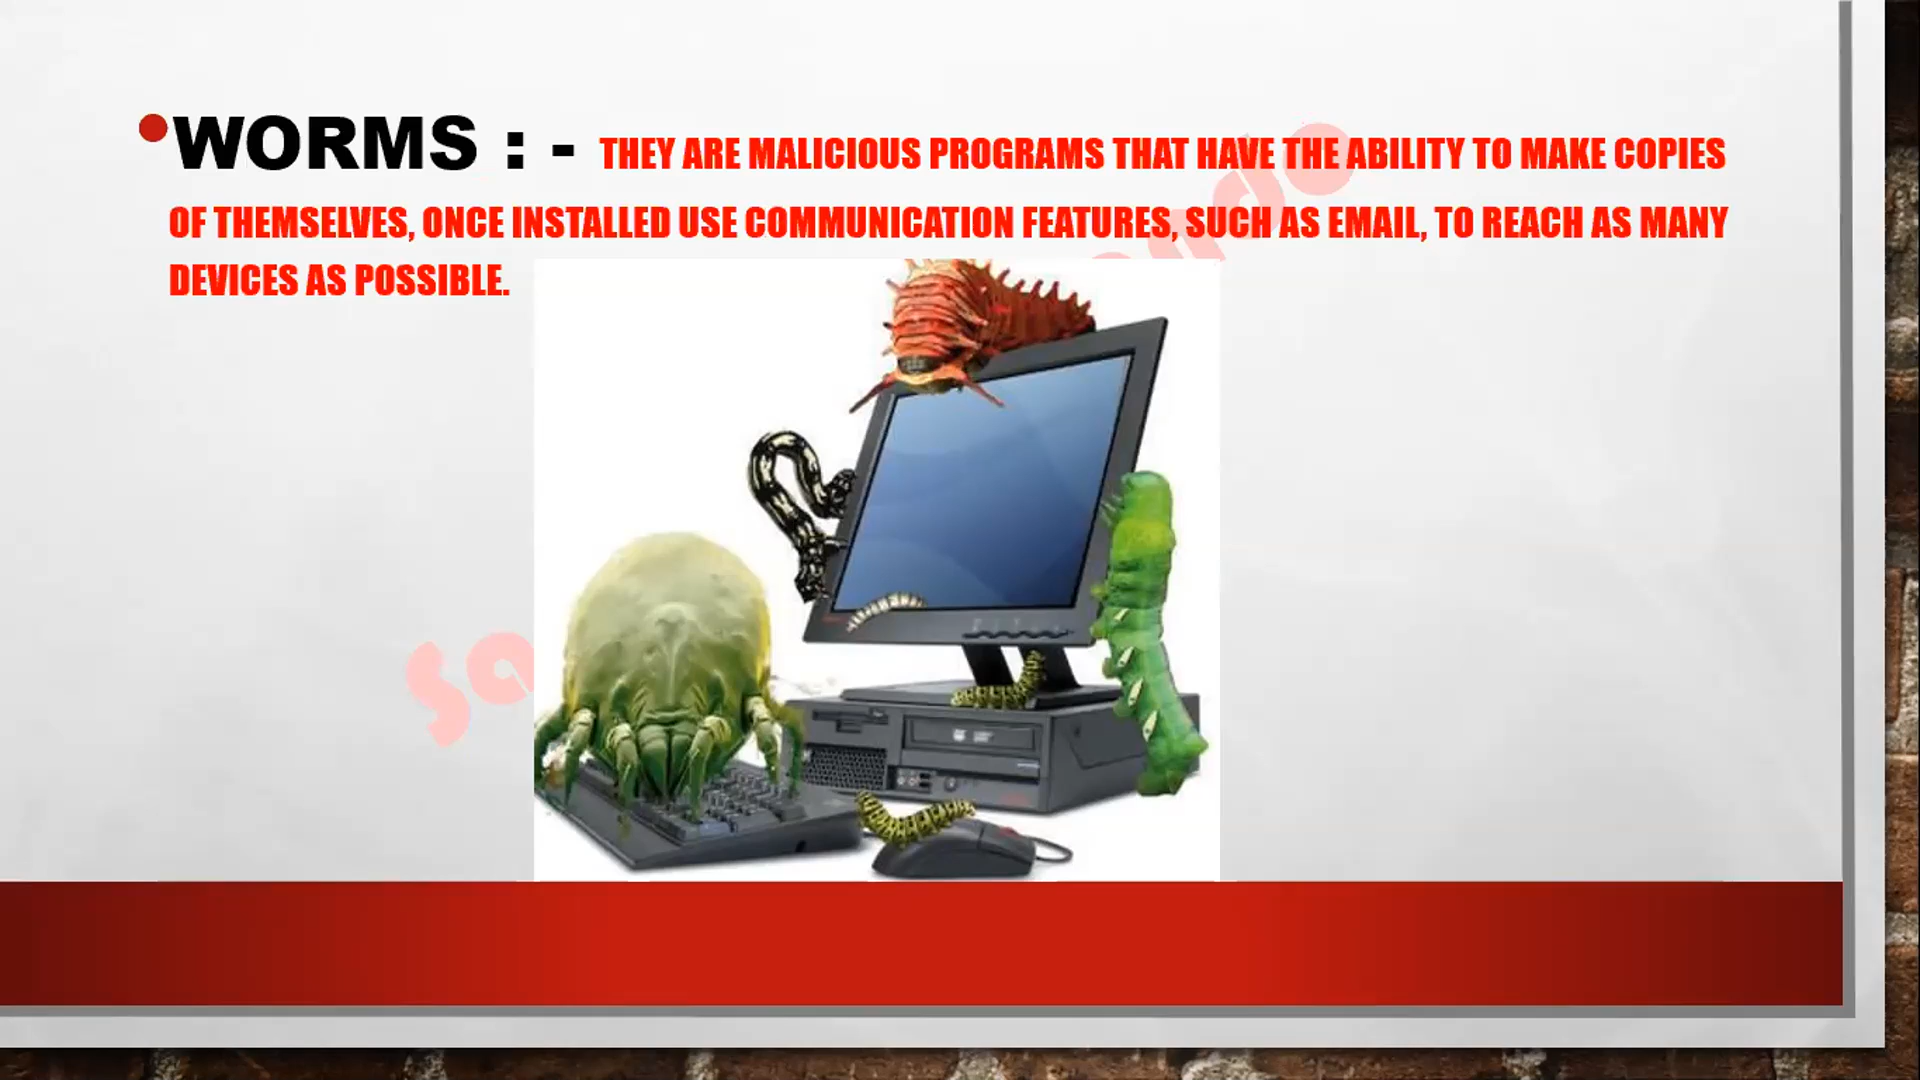 •WORMS : - THEY ARE MALICIOUS PROGRAMS THAT HAVE THE ABILITY TO MAKE COPIES
OF THEMSELVES, ONCE INSTALLED USE COMMUNICATION FEATURES, SUCH AS EMAIL, TO REACH AS MANY
DEVICES AS POSSIBLE.